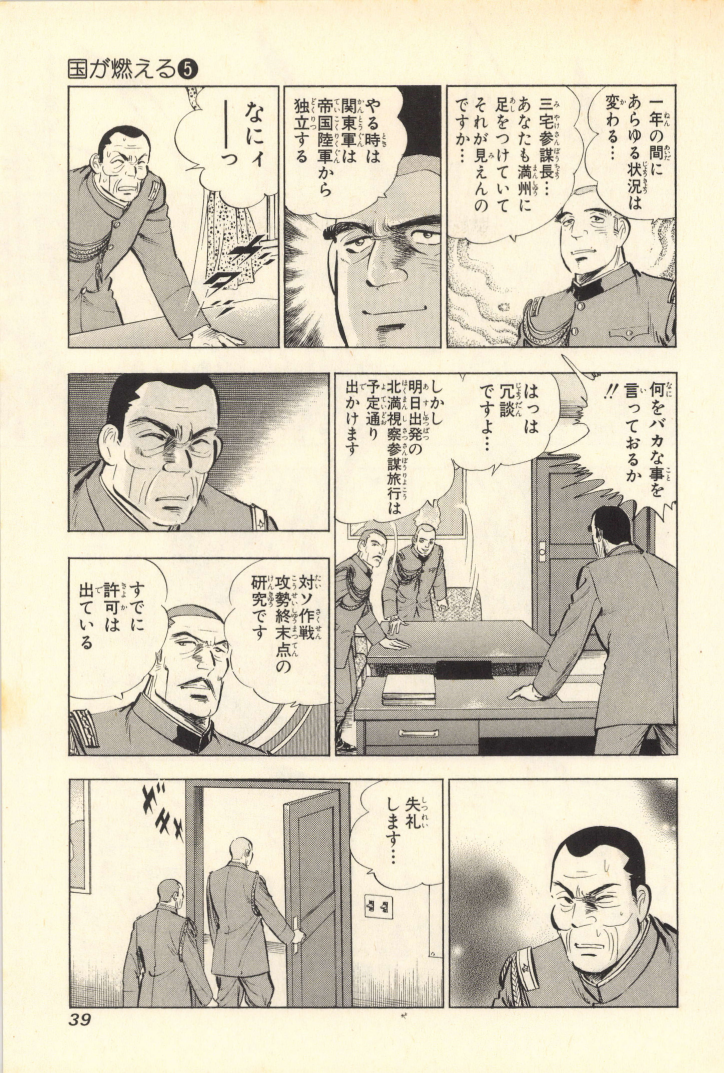 国が燃える❺
一年の間に
あらゆる状況は
変わる…
三宅参謀長…
あなたも満州に
足をつけていて
それが見えんの
ですか…
やる時は
関東軍は
帝国陸軍から
独立する
なにィ
――っ
何をバカな事を
言っておるか
!!
はっは
冗談
ですよ…
しかし
明日出発の
北満視察参謀旅行は
予定通り
出かけます
対ソ作戦
攻勢終末点の
研究です
すでに
許可は
出ている
失礼
します…
39